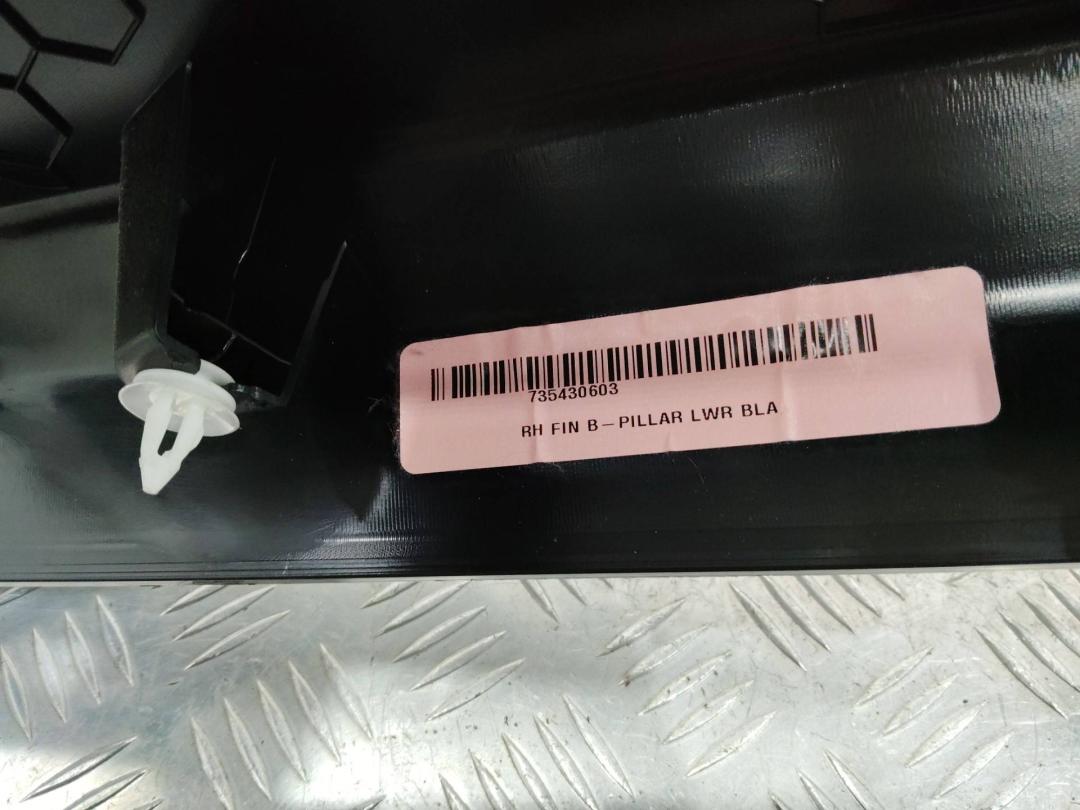 735430603
RH FIN B-PILLAR LWR BLA